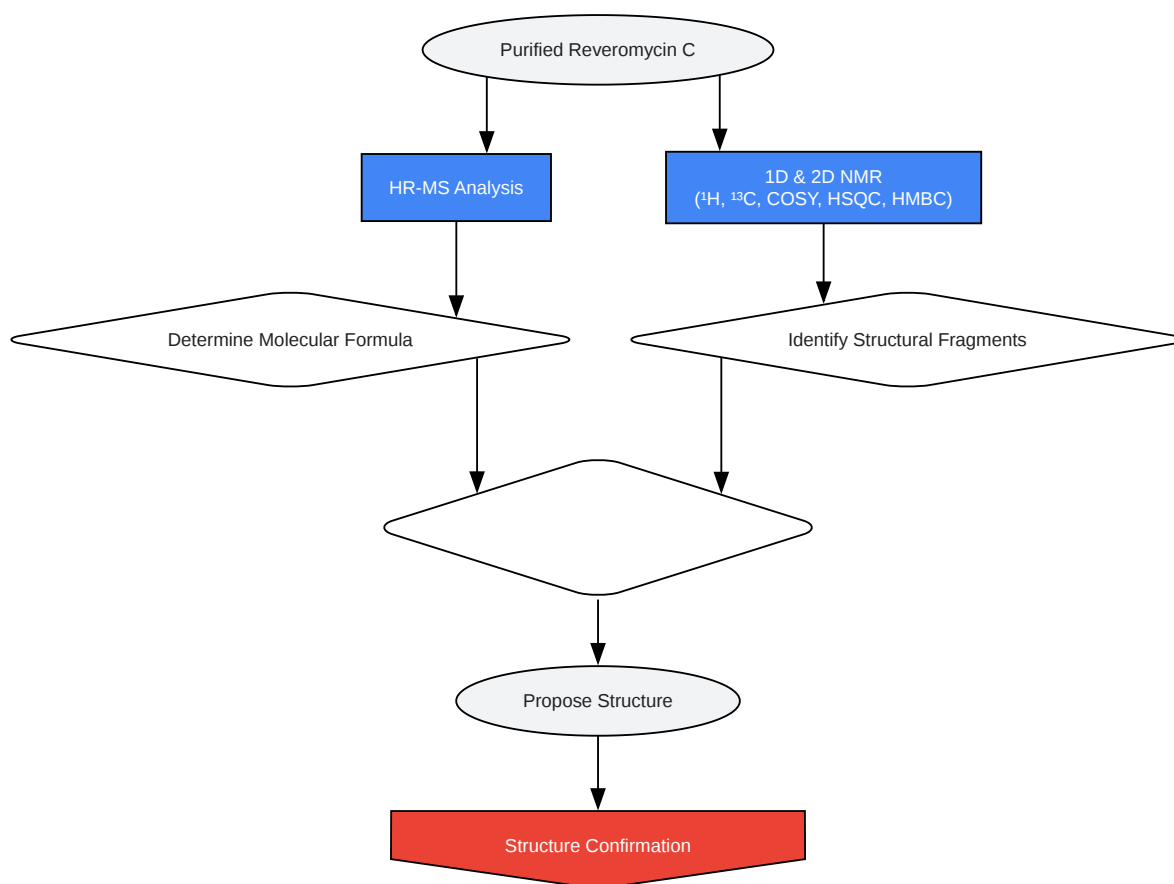 Purified Reveromycin C
HR-MS Analysis
1D & 2D NMR
(¹H, ¹³C, COSY, HSQC, HMBC)
Determine Molecular Formula
Identify Structural Fragments
Propose Structure
Structure Confirmation